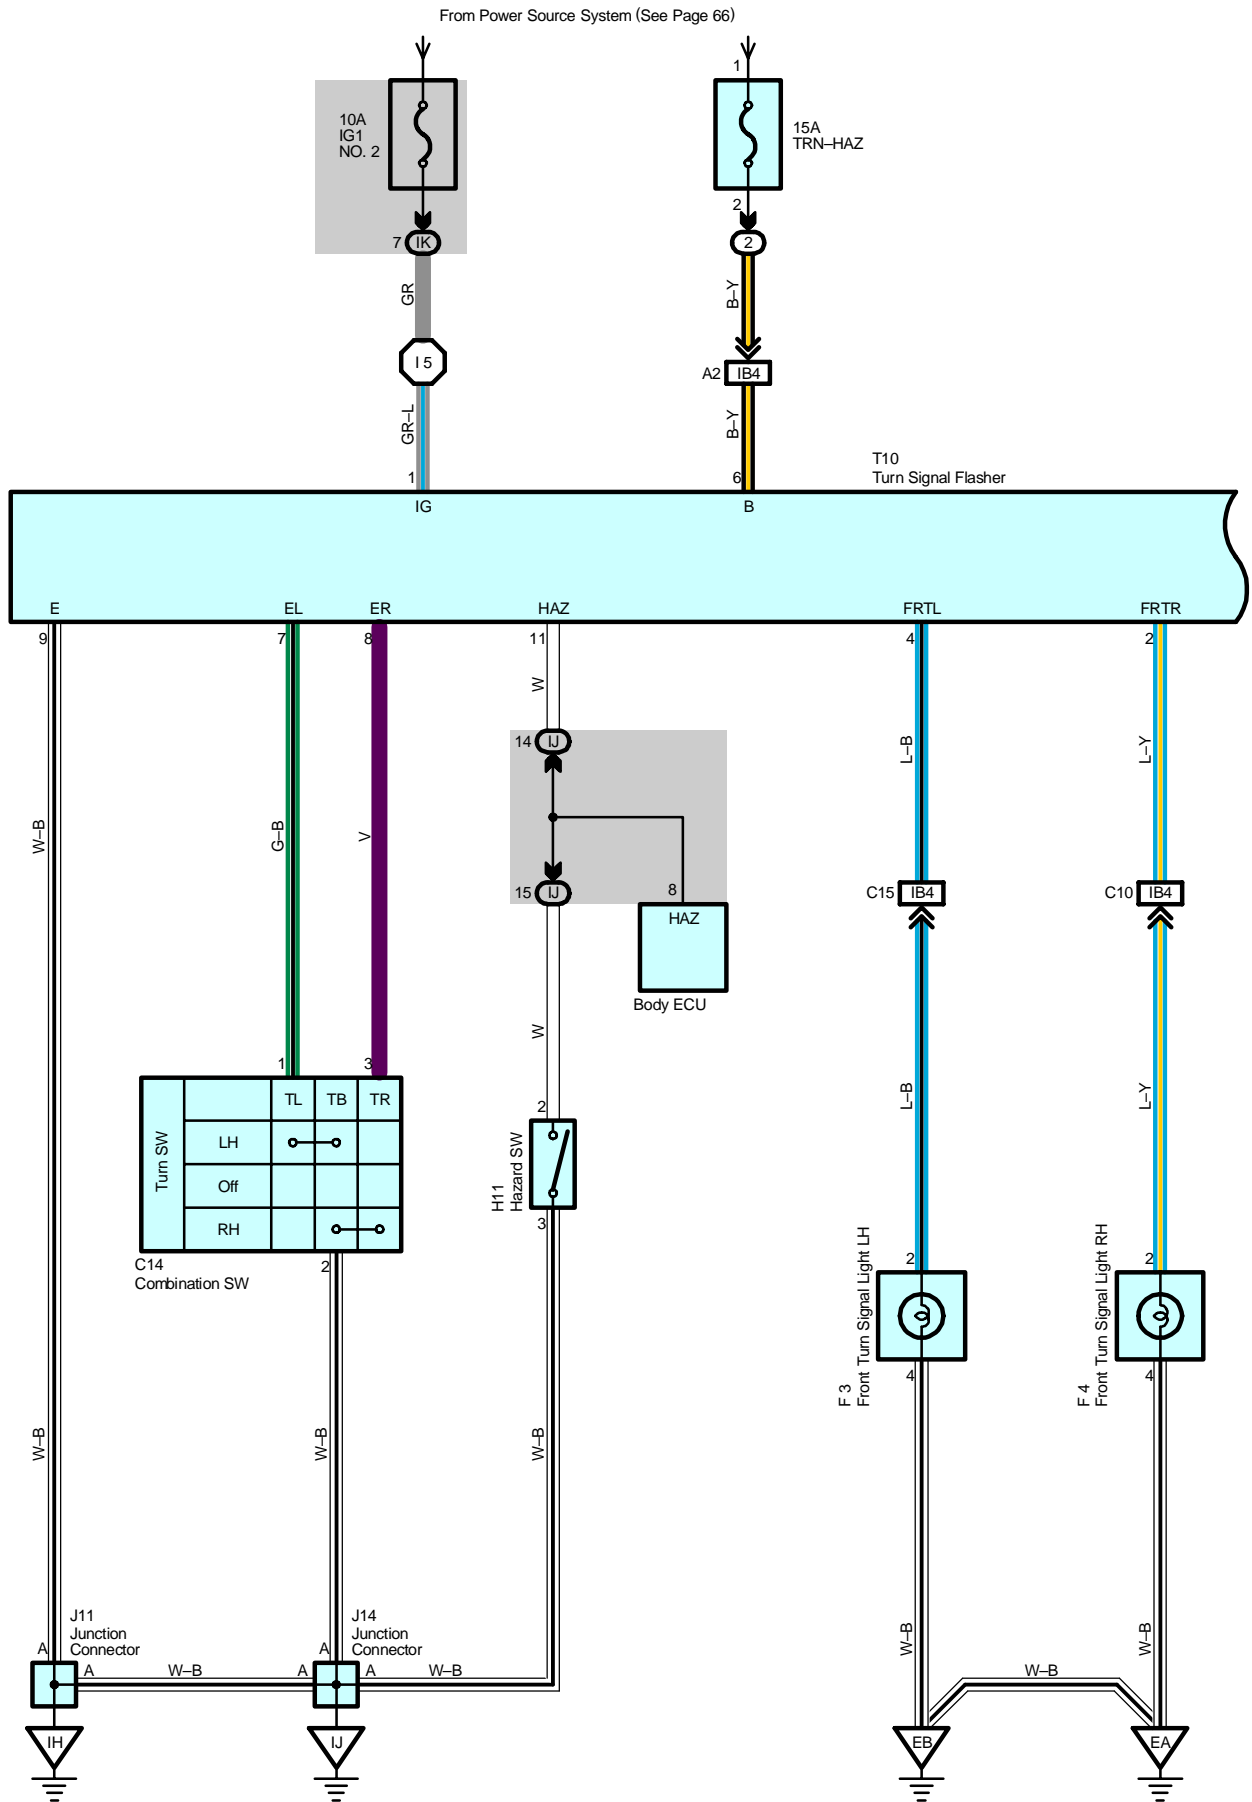 From Power Source System (See Page 66)
1
10A
IG1
NO. 2
15A
TRN–HAZ
2
7 IK
2
GR
B–Y
I 5
A2 IB4
GR–L
B–Y
T10
Turn Signal Flasher
1
6
IG
B
E
EL
ER
HAZ
FRTL
FRTR
9
7
8
11
4
2
W
14 IJ
L–B
L–Y
W–B
G–B
V
15 IJ
8
C15 IB4
C10 IB4
HAZ
Body ECU
W
1
3
2
L–B
L–Y
Turn SW
TL
TB
TR
LH
Off
RH
H11
Hazard SW
3
C14
Combination SW
2
2
2
F 3
Front Turn Signal Light LH
F 4
Front Turn Signal Light RH
4
4
W–B
W–B
W–B
J11
Junction
Connector
J14
Junction
Connector
W–B
W–B
A
A
A
W–B
A
A
W–B
W–B
IH
IJ
EB
EA